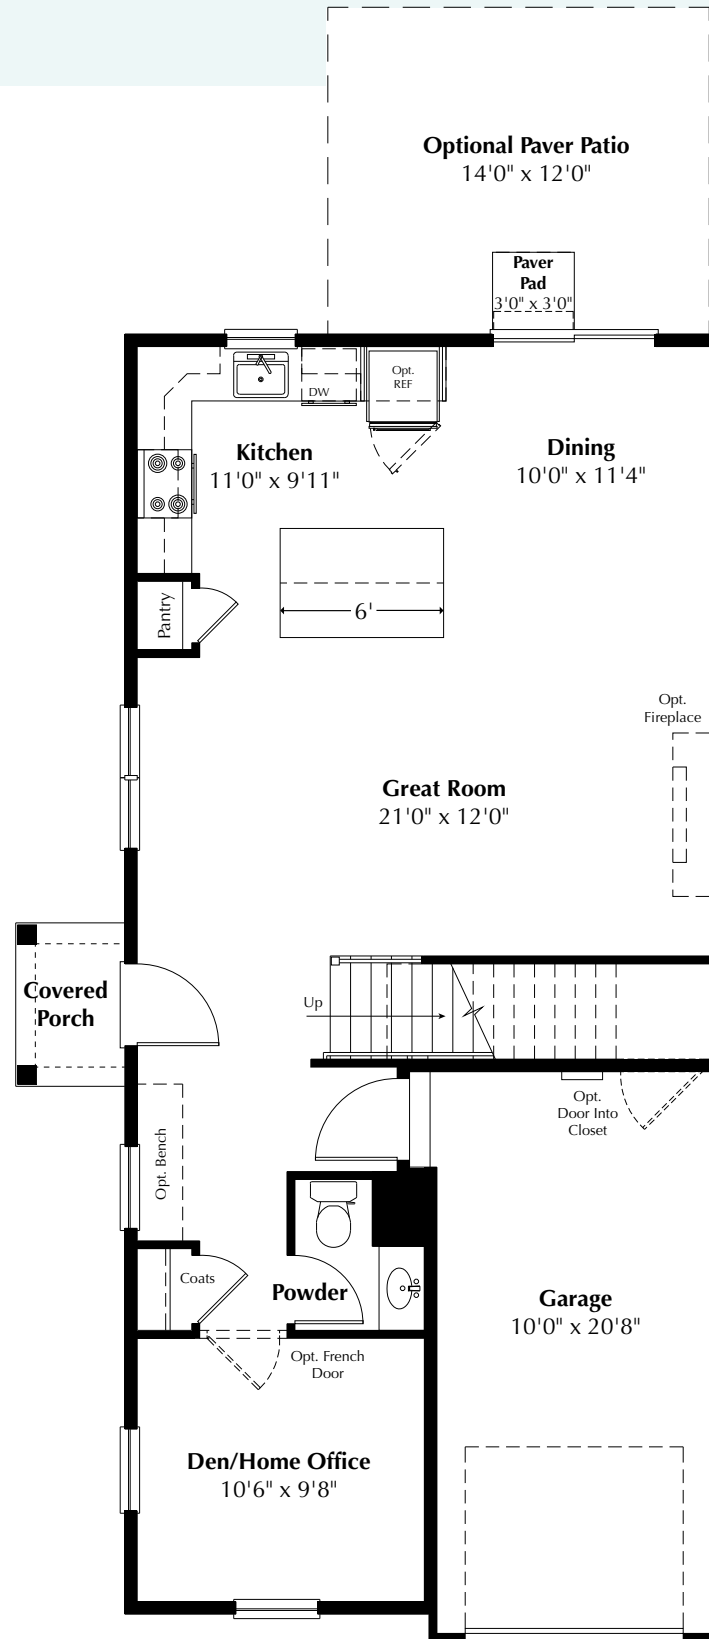 Optional Paver Patio
14'0" x 12'0"
Paver
Pad
3'0" x 3'0"
DW
Opt.
REF
Kitchen
11'0" x 9'11"
Dining
10'0" x 11'4"
Pantry
6'
Opt.
Fireplace
Great Room
21'0" x 12'0"
Covered
Porch
Up
Opt.
Door Into
Closet
Opt. Bench
Coats
Powder
Garage
10'0" x 20'8"
Opt. French
Door
Den/Home Office
10'6" x 9'8"